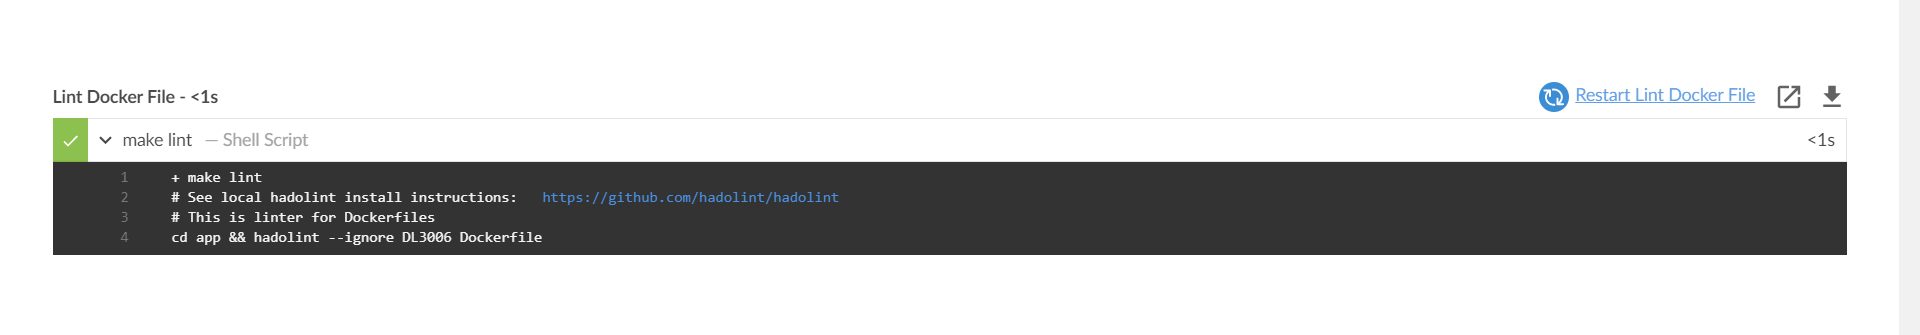 Lint Docker File - <1s
Restart Lint Docker File
make lint — Shell Script
<1s
1 + make lint
2 # See local hadolint install instructions: https://github.com/hadolint/hadolint
3 # This is linter for Dockerfiles
4 cd app && hadolint --ignore DL3006 Dockerfile